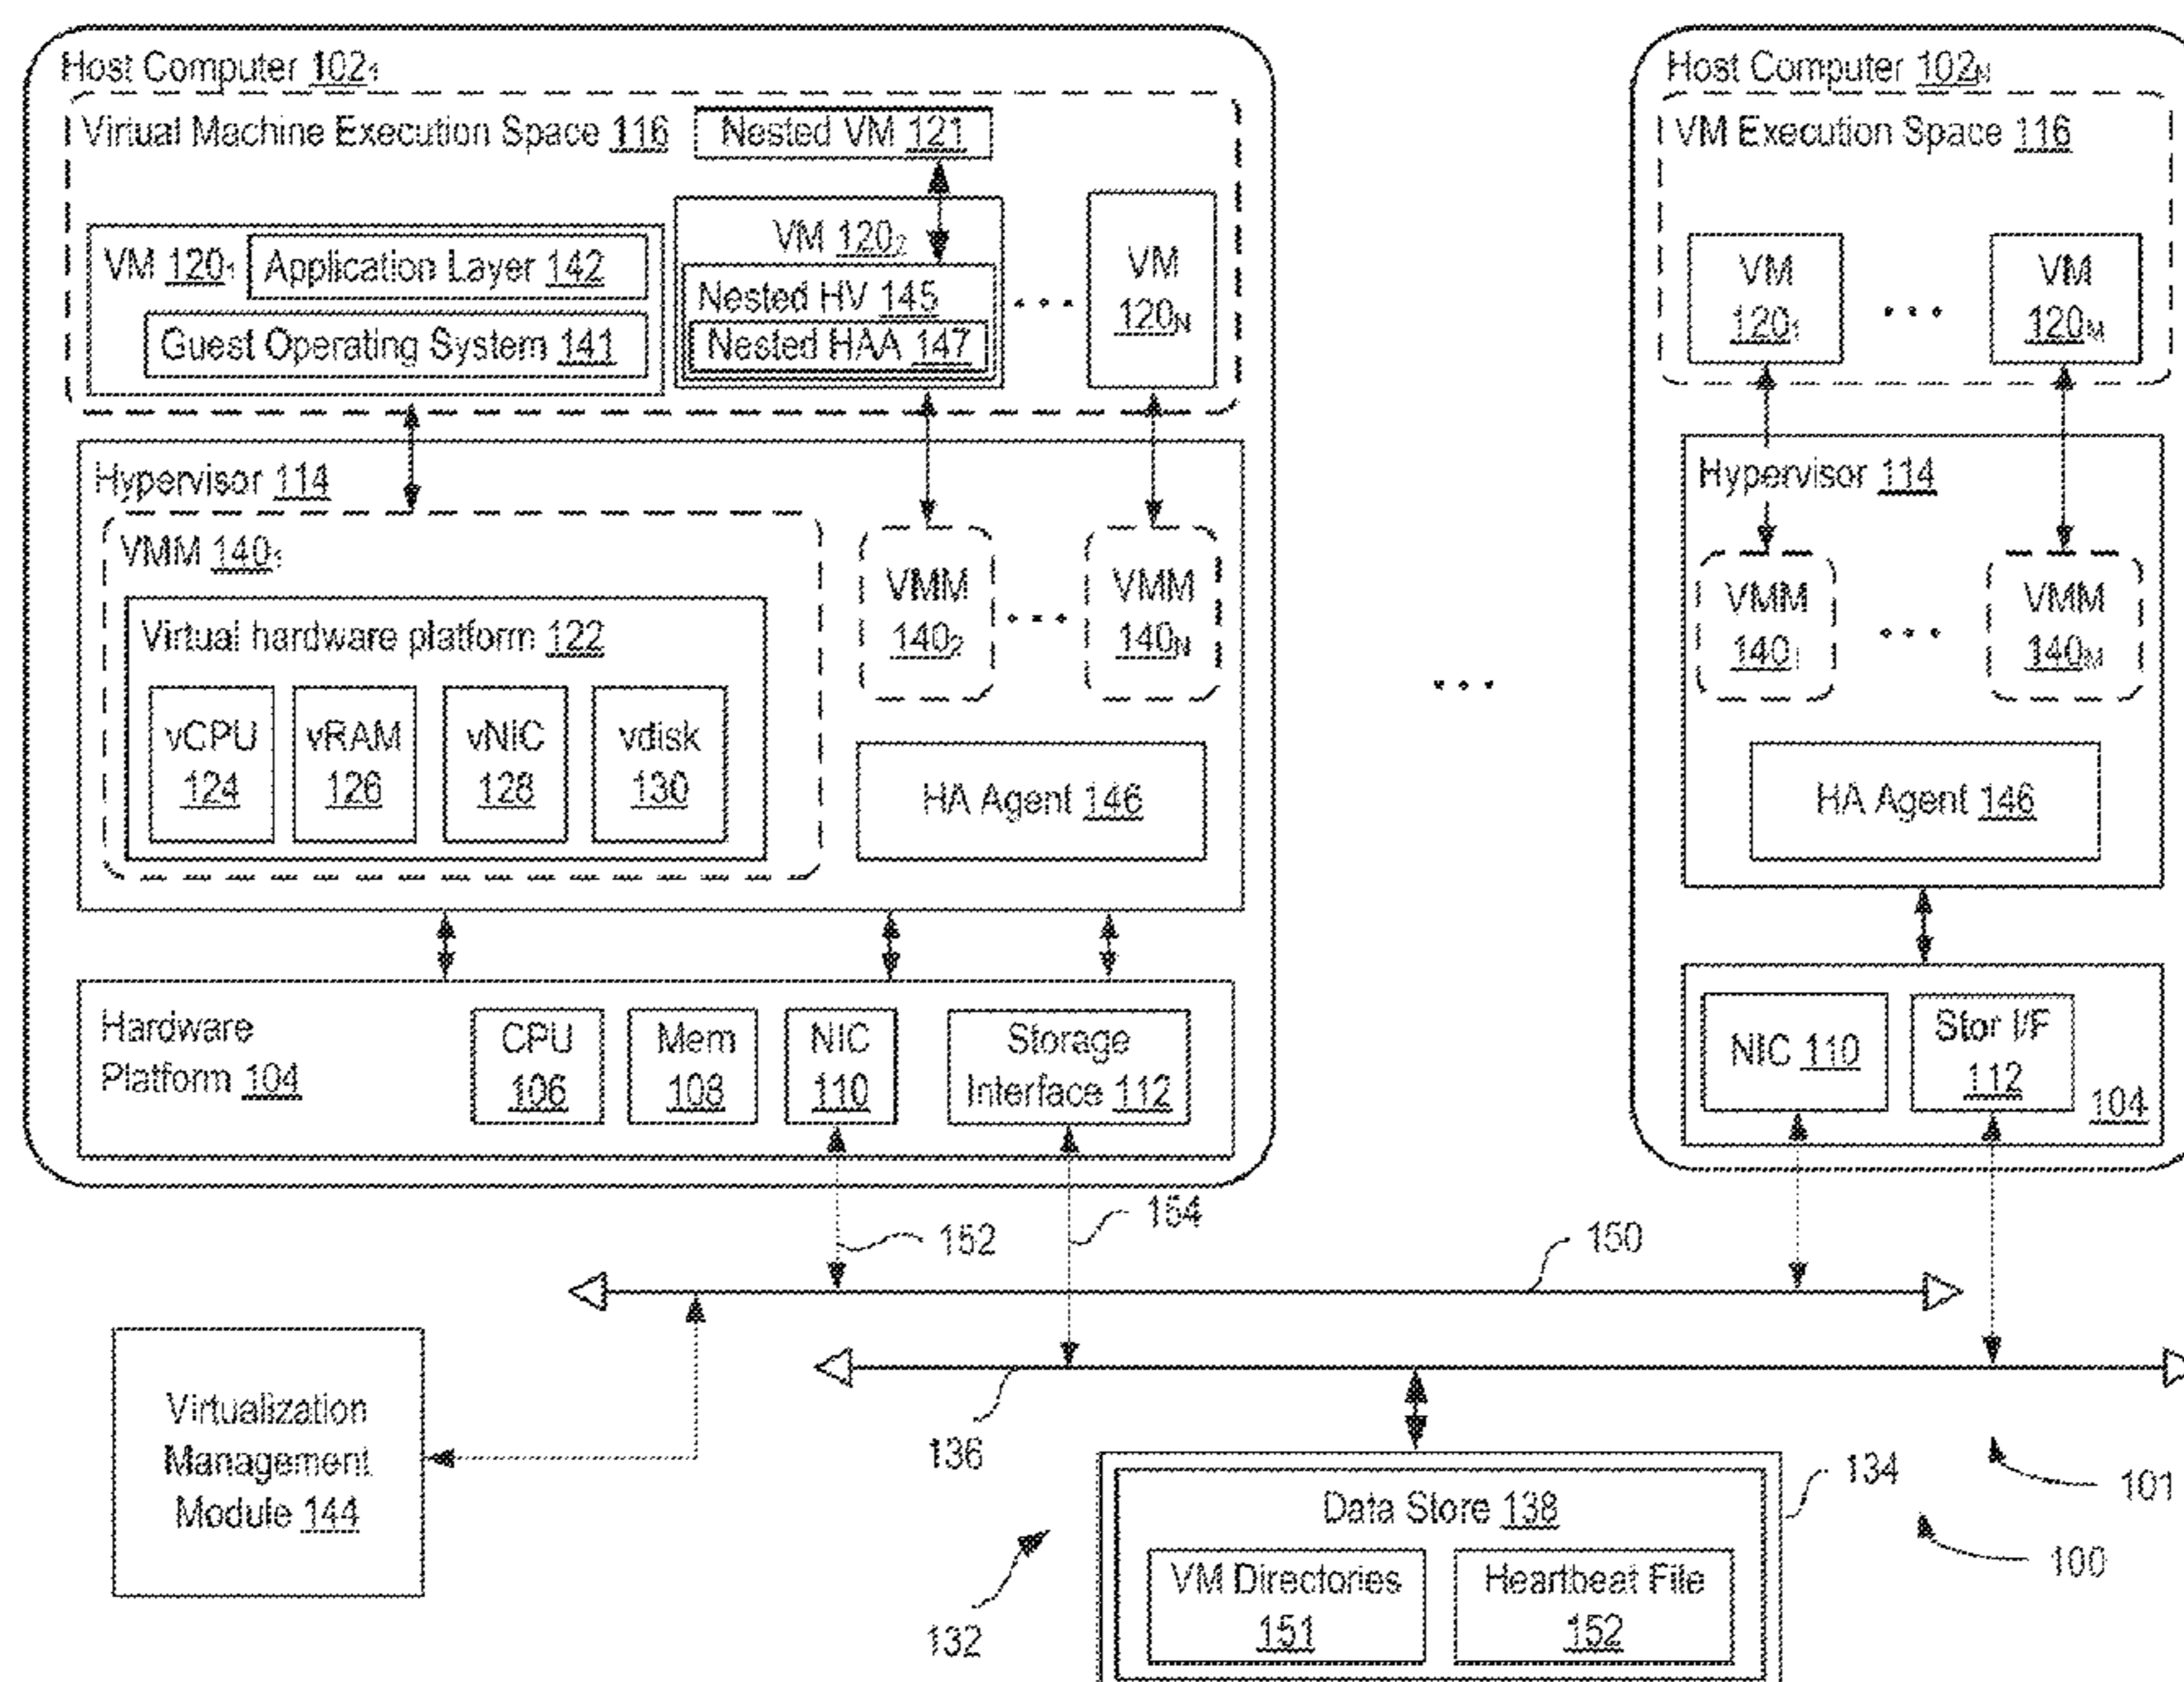 Host Computer 102₁
Virtual Machine Execution Space 116
Nested VM 121
VM 120₁
Application Layer 142
Guest Operating System 141
VM 120₂
Nested HV 145
Nested HAA 147
...
VM
120N
Hypervisor 114
VMM 140₁
Virtual hardware platform 122
vCPU
124
vRAM
126
vNIC
128
vdisk
130
VMM
140₂
...
VMM
140N
HA Agent 146
Hardware
Platform 104
CPU
106
Mem
108
NIC
110
Storage
Interface 112
...
Host Computer 102N
VM Execution Space 116
VM
120₁
...
VM
120M
Hypervisor 114
VMM
140₁
...
VMM
140M
HA Agent 146
NIC 110
Stor I/F
112
104
152
154
150
Virtualization
Management
Module 144
136
134
101
100
132
Data Store 138
VM Directories
151
Heartbeat File
152